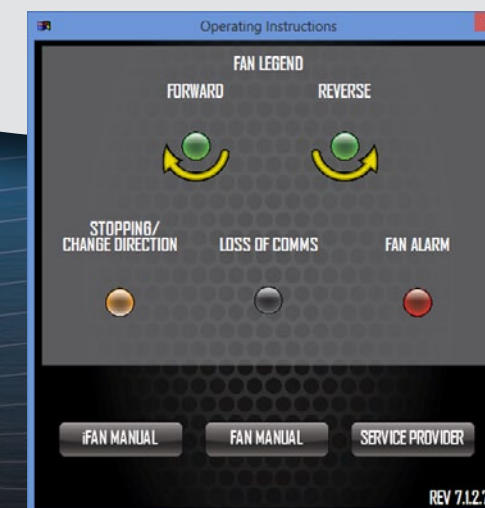 Operating Instructions
FAN LEGEND
FORWARD
REVERSE
STOPPING/
CHANGE DIRECTION
LOSS OF COMMS
FAN ALARM
iFAN MANUAL
FAN MANUAL
SERVICE PROVIDER
REV 7.1.2.7